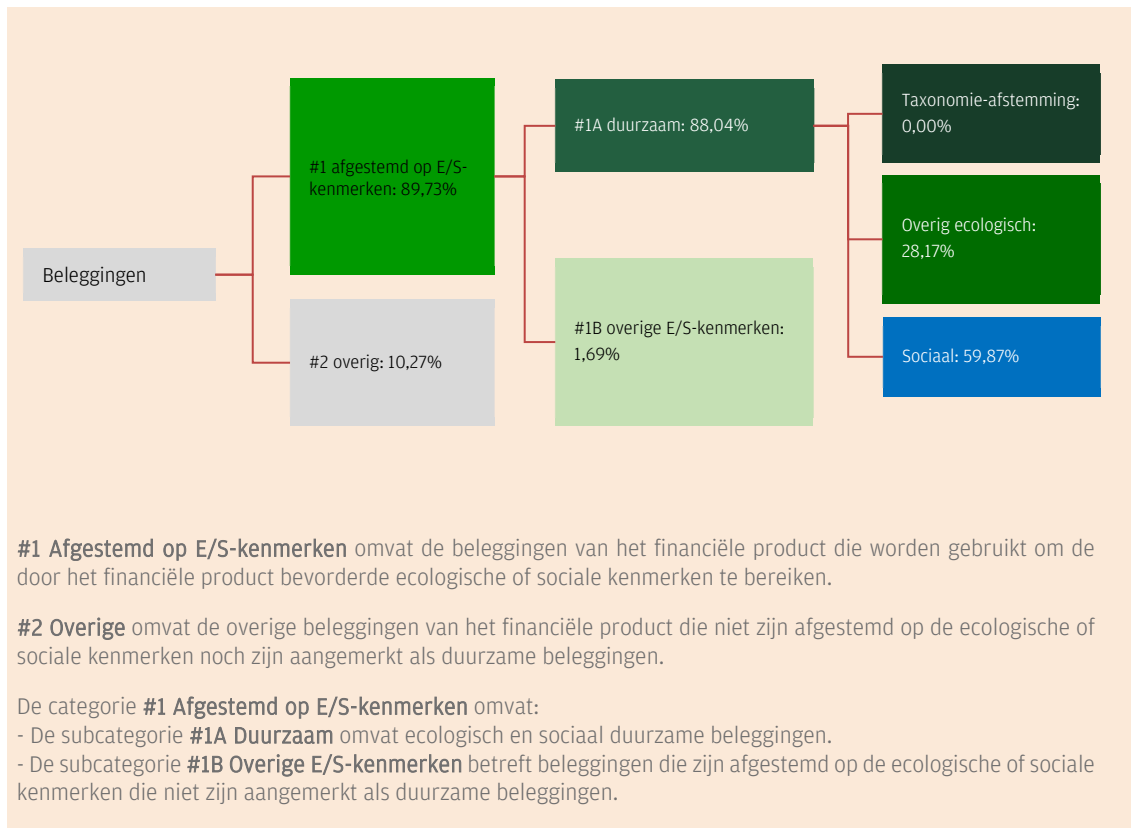 Beleggingen
#1 afgestemd op E/S-
kenmerken: 89,73%
#2 overig: 10,27%
#1A duurzaam: 88,04%
#1B overige E/S-kenmerken:
1,69%
Taxonomie-afstemming:
0,00%
Overig ecologisch:
28,17%
Sociaal: 59,87%
#1 Afgestemd op E/S-kenmerken omvat de beleggingen van het financiële product die worden gebruikt om de
door het financiële product bevorderde ecologische of sociale kenmerken te bereiken.
#2 Overige omvat de overige beleggingen van het financiële product die niet zijn afgestemd op de ecologische of
sociale kenmerken noch zijn aangemerkt als duurzame beleggingen.
De categorie #1 Afgestemd op E/S-kenmerken omvat:
- De subcategorie #1A Duurzaam omvat ecologisch en sociaal duurzame beleggingen.
- De subcategorie #1B Overige E/S-kenmerken betreft beleggingen die zijn afgestemd op de ecologische of sociale
kenmerken die niet zijn aangemerkt als duurzame beleggingen.